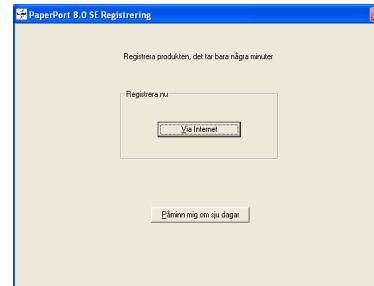 PaperPort 8.0 SE Registrering
Registrera produkten, det tar bara några minuter
Registrera nu
Via Internet
Påminn mig om sju dagar